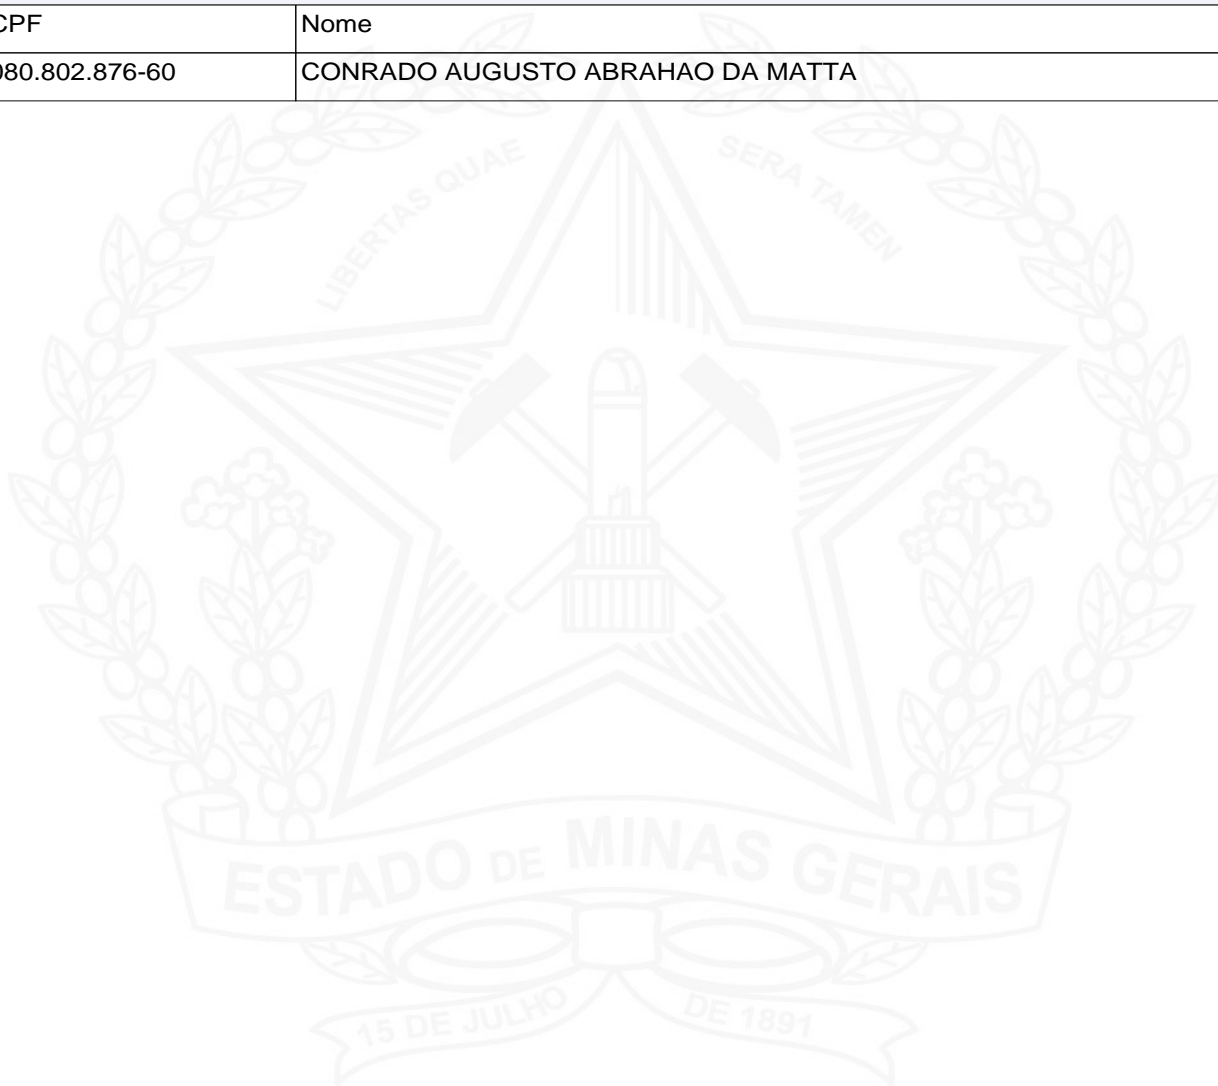 CPF Nome
080.802.876-60 CONRADO AUGUSTO ABRAHAO DA MATTA
LIBERTAS QUAE SERA TAMEN
ESTADO DE MINAS GERAIS
15 DE JULHO DE 1891